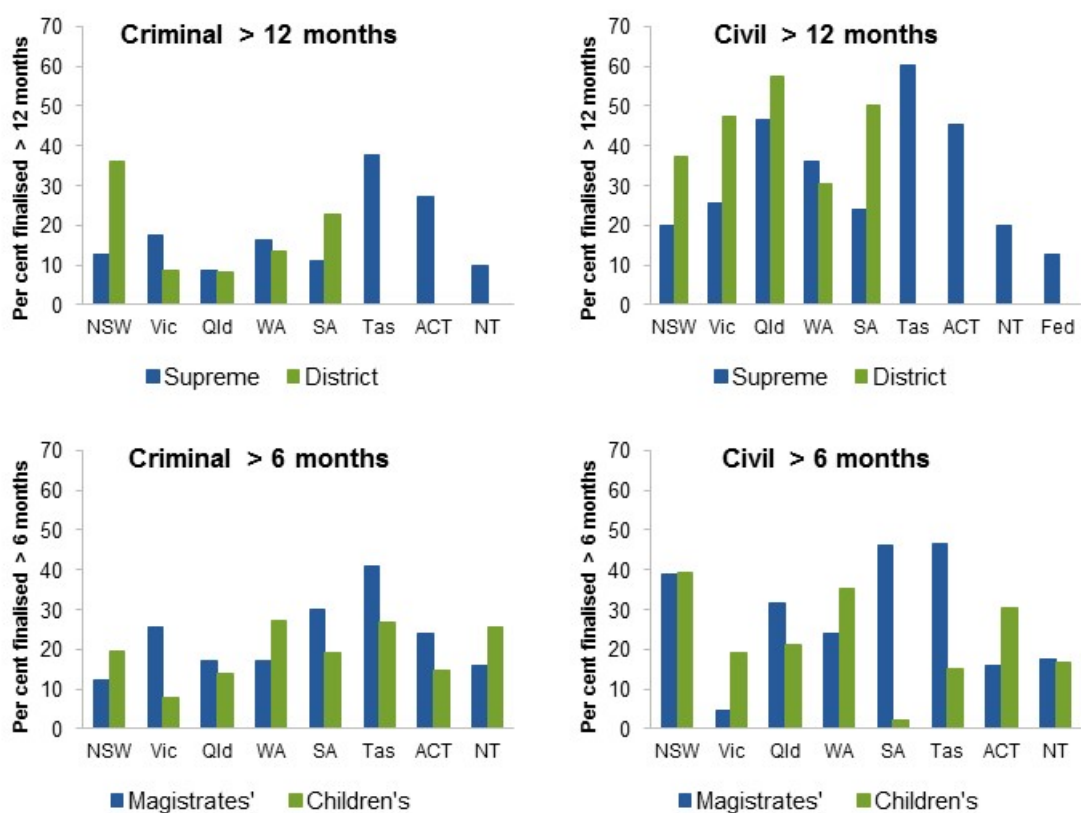 Criminal > 12 months
Per cent finalised > 12 months
70
60
50
40
30
20
10
0
NSW Vic Qld WA SA Tas ACT NT
Supreme District
Civil > 12 months
Per cent finalised > 12 months
70
60
50
40
30
20
10
0
NSW Vic Qld WA SA Tas ACT NT Fed
Supreme District
Criminal > 6 months
Per cent finalised > 6 months
70
60
50
40
30
20
10
0
NSW Vic Qld WA SA Tas ACT NT
Magistrates' Children's
Civil > 6 months
Per cent finalised > 6 months
70
60
50
40
30
20
10
0
NSW Vic Qld WA SA Tas ACT NT
Magistrates' Children's